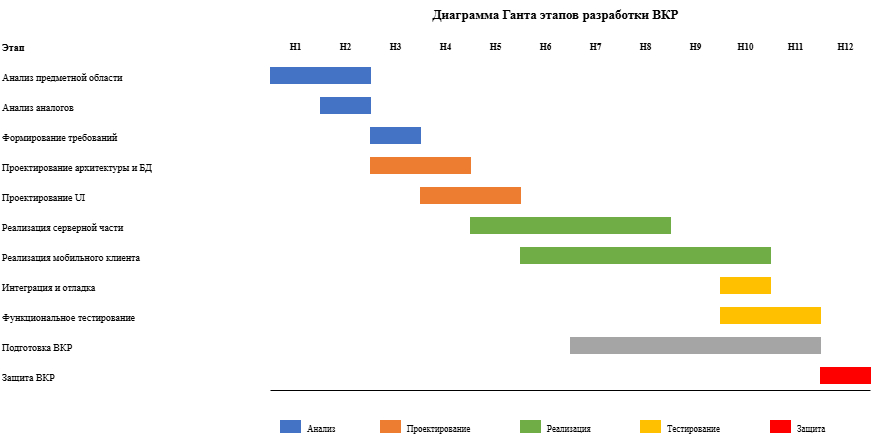 Диаграмма Ганта этапов разработки ВКР
Этап Н1 Н2 Н3 Н4 Н5 Н6 Н7 Н8 Н9 Н10 Н11 Н12
Анализ предметной области
Анализ аналогов
Формирование требований
Проектирование архитектуры и БД
Проектирование UI
Реализация серверной части
Реализация мобильного клиента
Интеграция и отладка
Функциональное тестирование
Подготовка ВКР
Защита ВКР
Анализ Проектирование Реализация Тестирование Защита